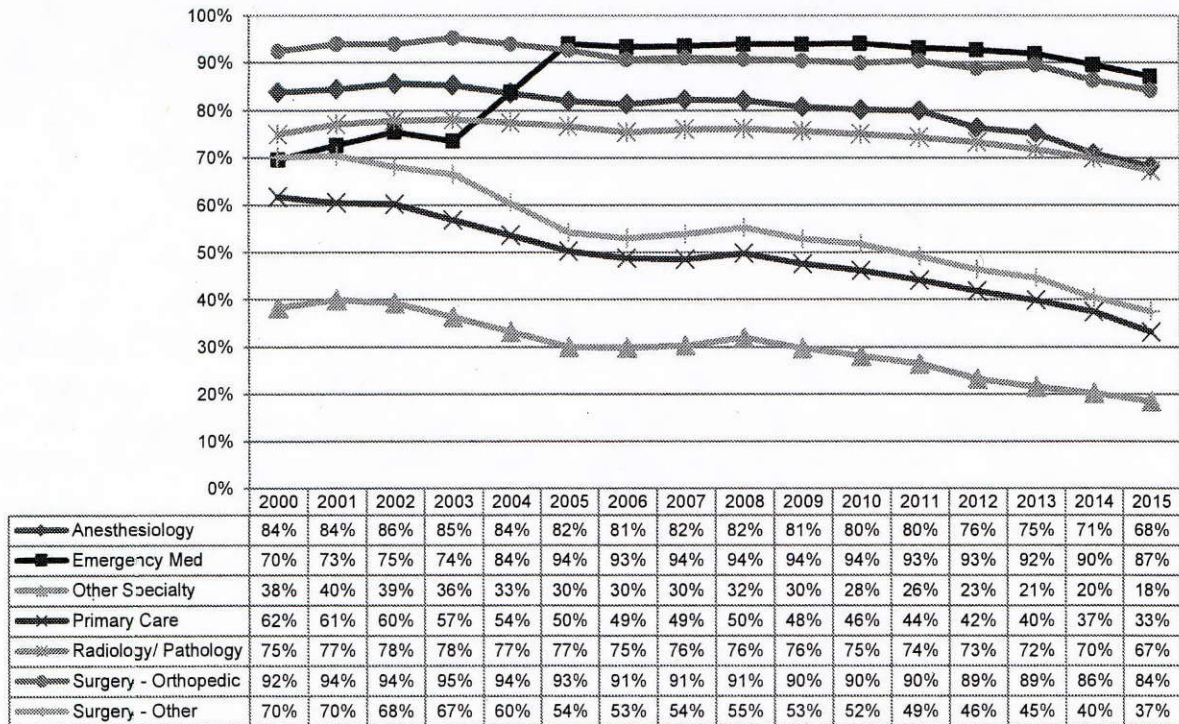 100%
90%
80%
70%
60%
50%
40%
30%
20%
10%
0%
2000 2001 2002 2003 2004 2005 2006 2007 2008 2009 2010 2011 2012 2013 2014 2015
Anesthesiology 84% 84% 86% 85% 84% 82% 81% 82% 82% 81% 80% 80% 76% 75% 71% 68%
Emergency Med 70% 73% 75% 74% 84% 94% 93% 94% 94% 94% 94% 93% 93% 92% 90% 87%
Other Specialty 38% 40% 39% 36% 33% 30% 30% 30% 32% 30% 28% 26% 23% 21% 20% 18%
Primary Care 62% 61% 60% 57% 54% 50% 49% 49% 50% 48% 46% 44% 42% 40% 37% 33%
Radiology/ Pathology 75% 77% 78% 78% 77% 77% 75% 76% 76% 76% 75% 74% 73% 72% 70% 67%
Surgery - Orthopedic 92% 94% 94% 95% 94% 93% 91% 91% 91% 90% 90% 90% 89% 89% 86% 84%
Surgery - Other 70% 70% 68% 67% 60% 54% 53% 54% 55% 53% 52% 49% 46% 45% 40% 37%